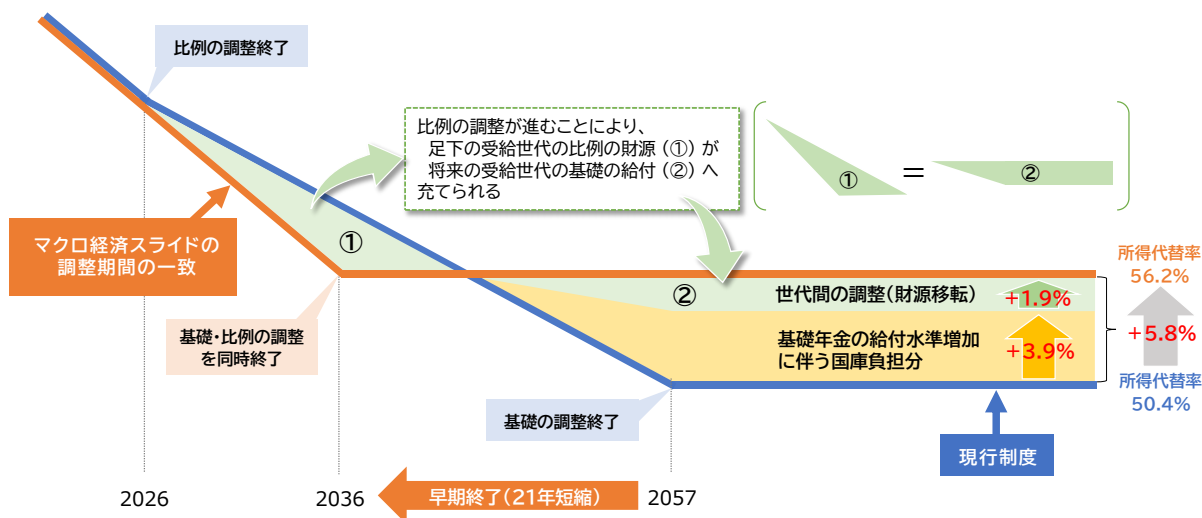 比例の調整終了
比例の調整が進むことにより、
足下の受給世代の比例の財源（①）が
将来の受給世代の基礎の給付（②）へ
充てられる
①
＝
②
マクロ経済スライドの
調整期間の一致
①
基礎・比例の調整
を同時終了
②
世代間の調整（財源移転）
+1.9%
基礎年金の給付水準増加
に伴う国庫負担分
+3.9%
所得代替率
56.2%
+5.8%
所得代替率
50.4%
基礎の調整終了
現行制度
2026
2036
早期終了（21年短縮）
2057